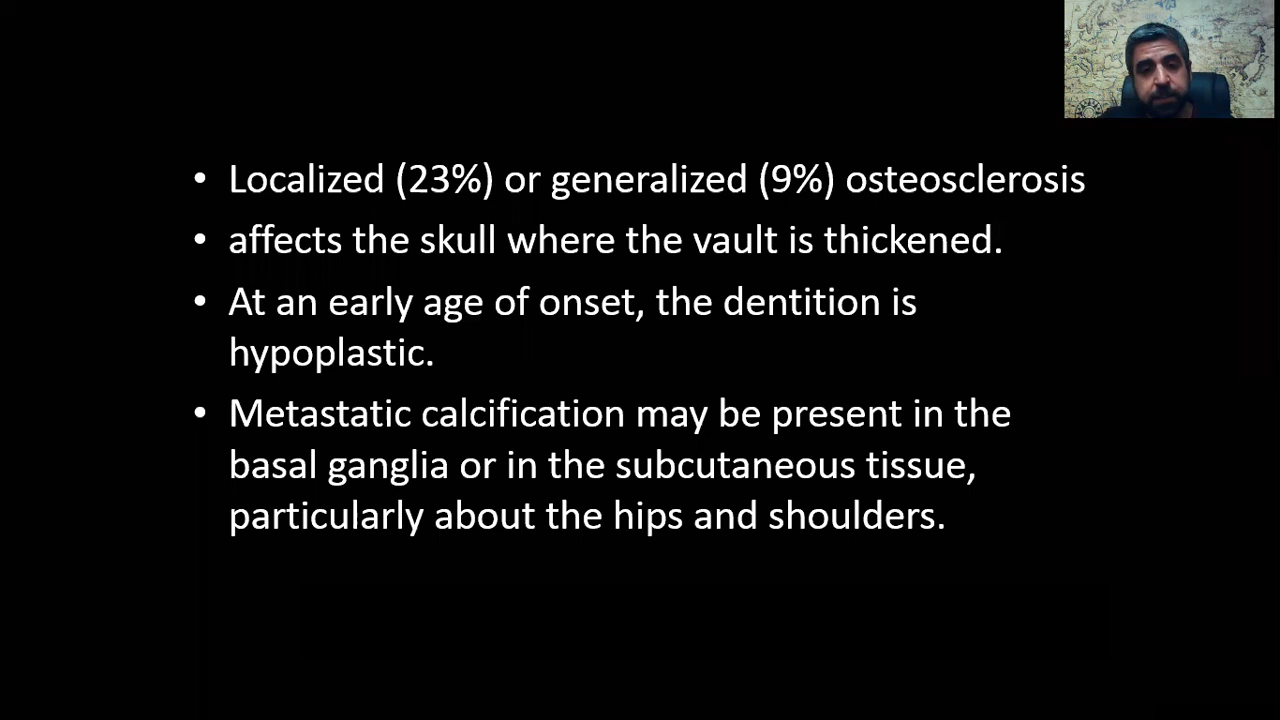 • Localized (23%) or generalized (9%) osteosclerosis
• affects the skull where the vault is thickened.
• At an early age of onset, the dentition is
hypoplastic.
• Metastatic calcification may be present in the
basal ganglia or in the subcutaneous tissue,
particularly about the hips and shoulders.